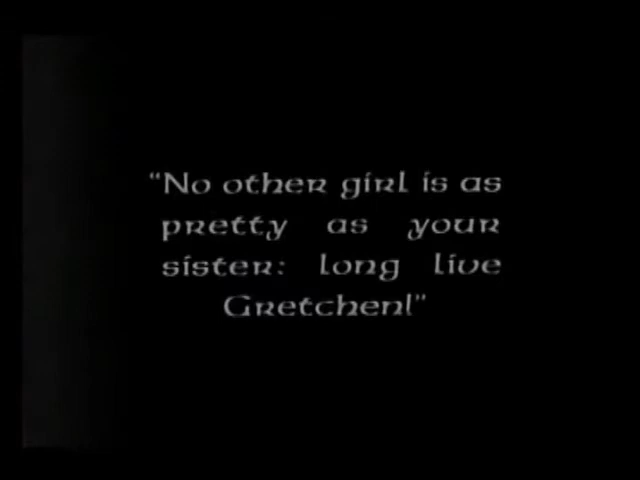 "No other girl is as
pretty as your
sister: long live
Gretchen!"